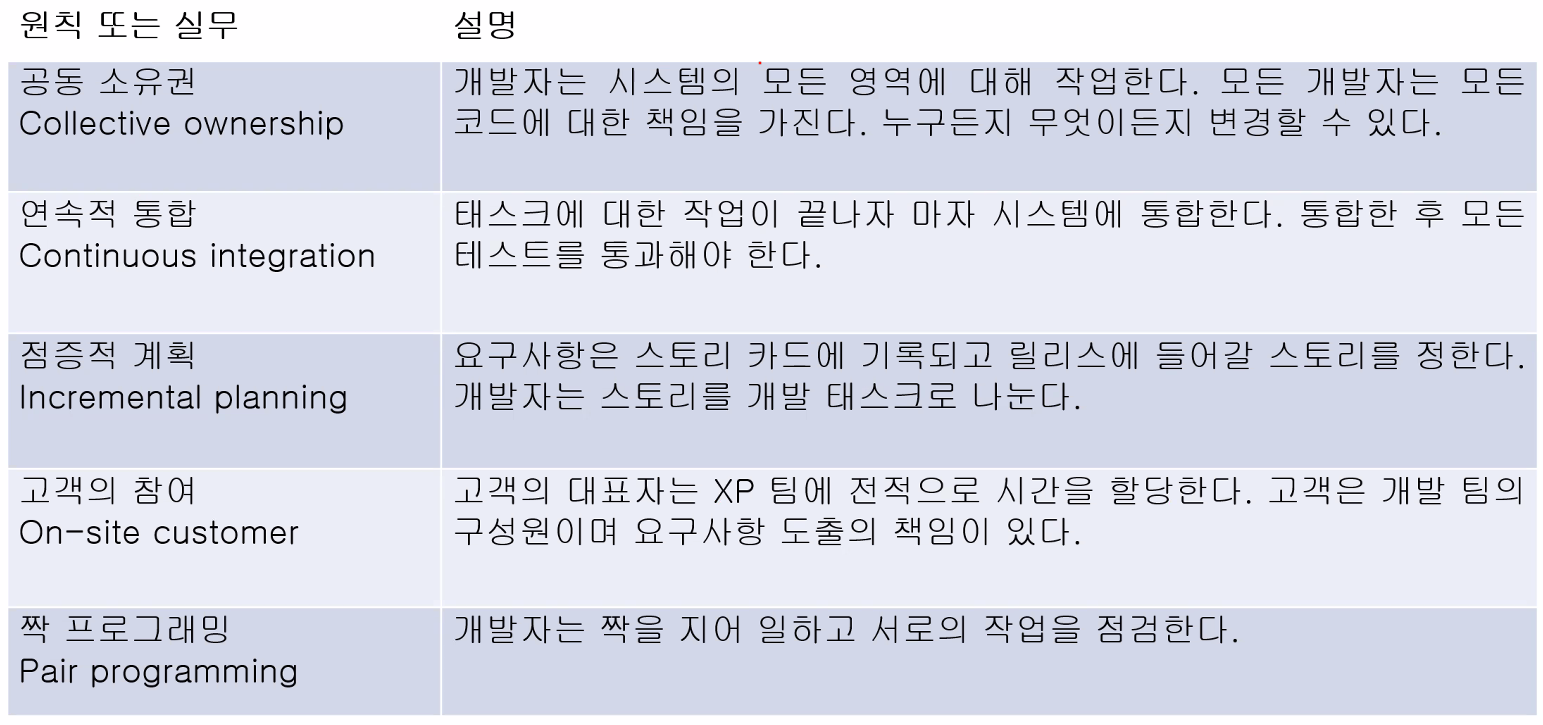 원칙 또는 실무
설명
공동 소유권
Collective ownership
개발자는 시스템의 모든 영역에 대해 작업한다. 모든 개발자는 모든
코드에 대한 책임을 가진다. 누구든지 무엇이든지 변경할 수 있다.
연속적 통합
Continuous integration
태스크에 대한 작업이 끝나자 마자 시스템에 통합한다. 통합한 후 모든
테스트를 통과해야 한다.
점증적 계획
Incremental planning
요구사항은 스토리 카드에 기록되고 릴리스에 들어갈 스토리를 정한다.
개발자는 스토리를 개발 태스크로 나눈다.
고객의 참여
On-site customer
고객의 대표자는 XP 팀에 전적으로 시간을 할당한다. 고객은 개발 팀의
구성원이며 요구사항 도출의 책임이 있다.
짝 프로그래밍
Pair programming
개발자는 짝을 지어 일하고 서로의 작업을 점검한다.